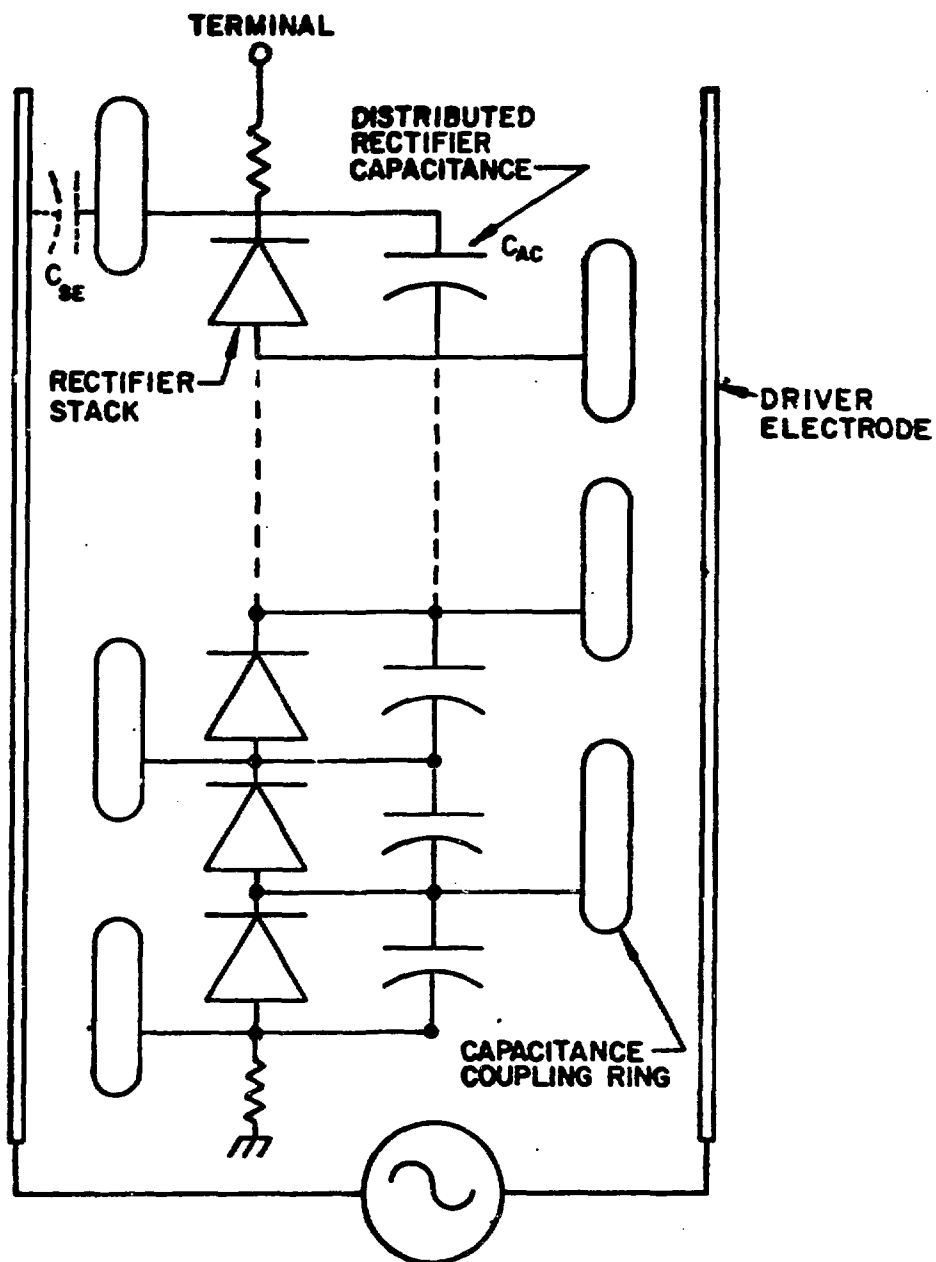 TERMINAL
DISTRIBUTED
RECTIFIER
CAPACITANCE
C_SE
C_AC
RECTIFIER
STACK
DRIVER
ELECTRODE
CAPACITANCE
COUPLING RING